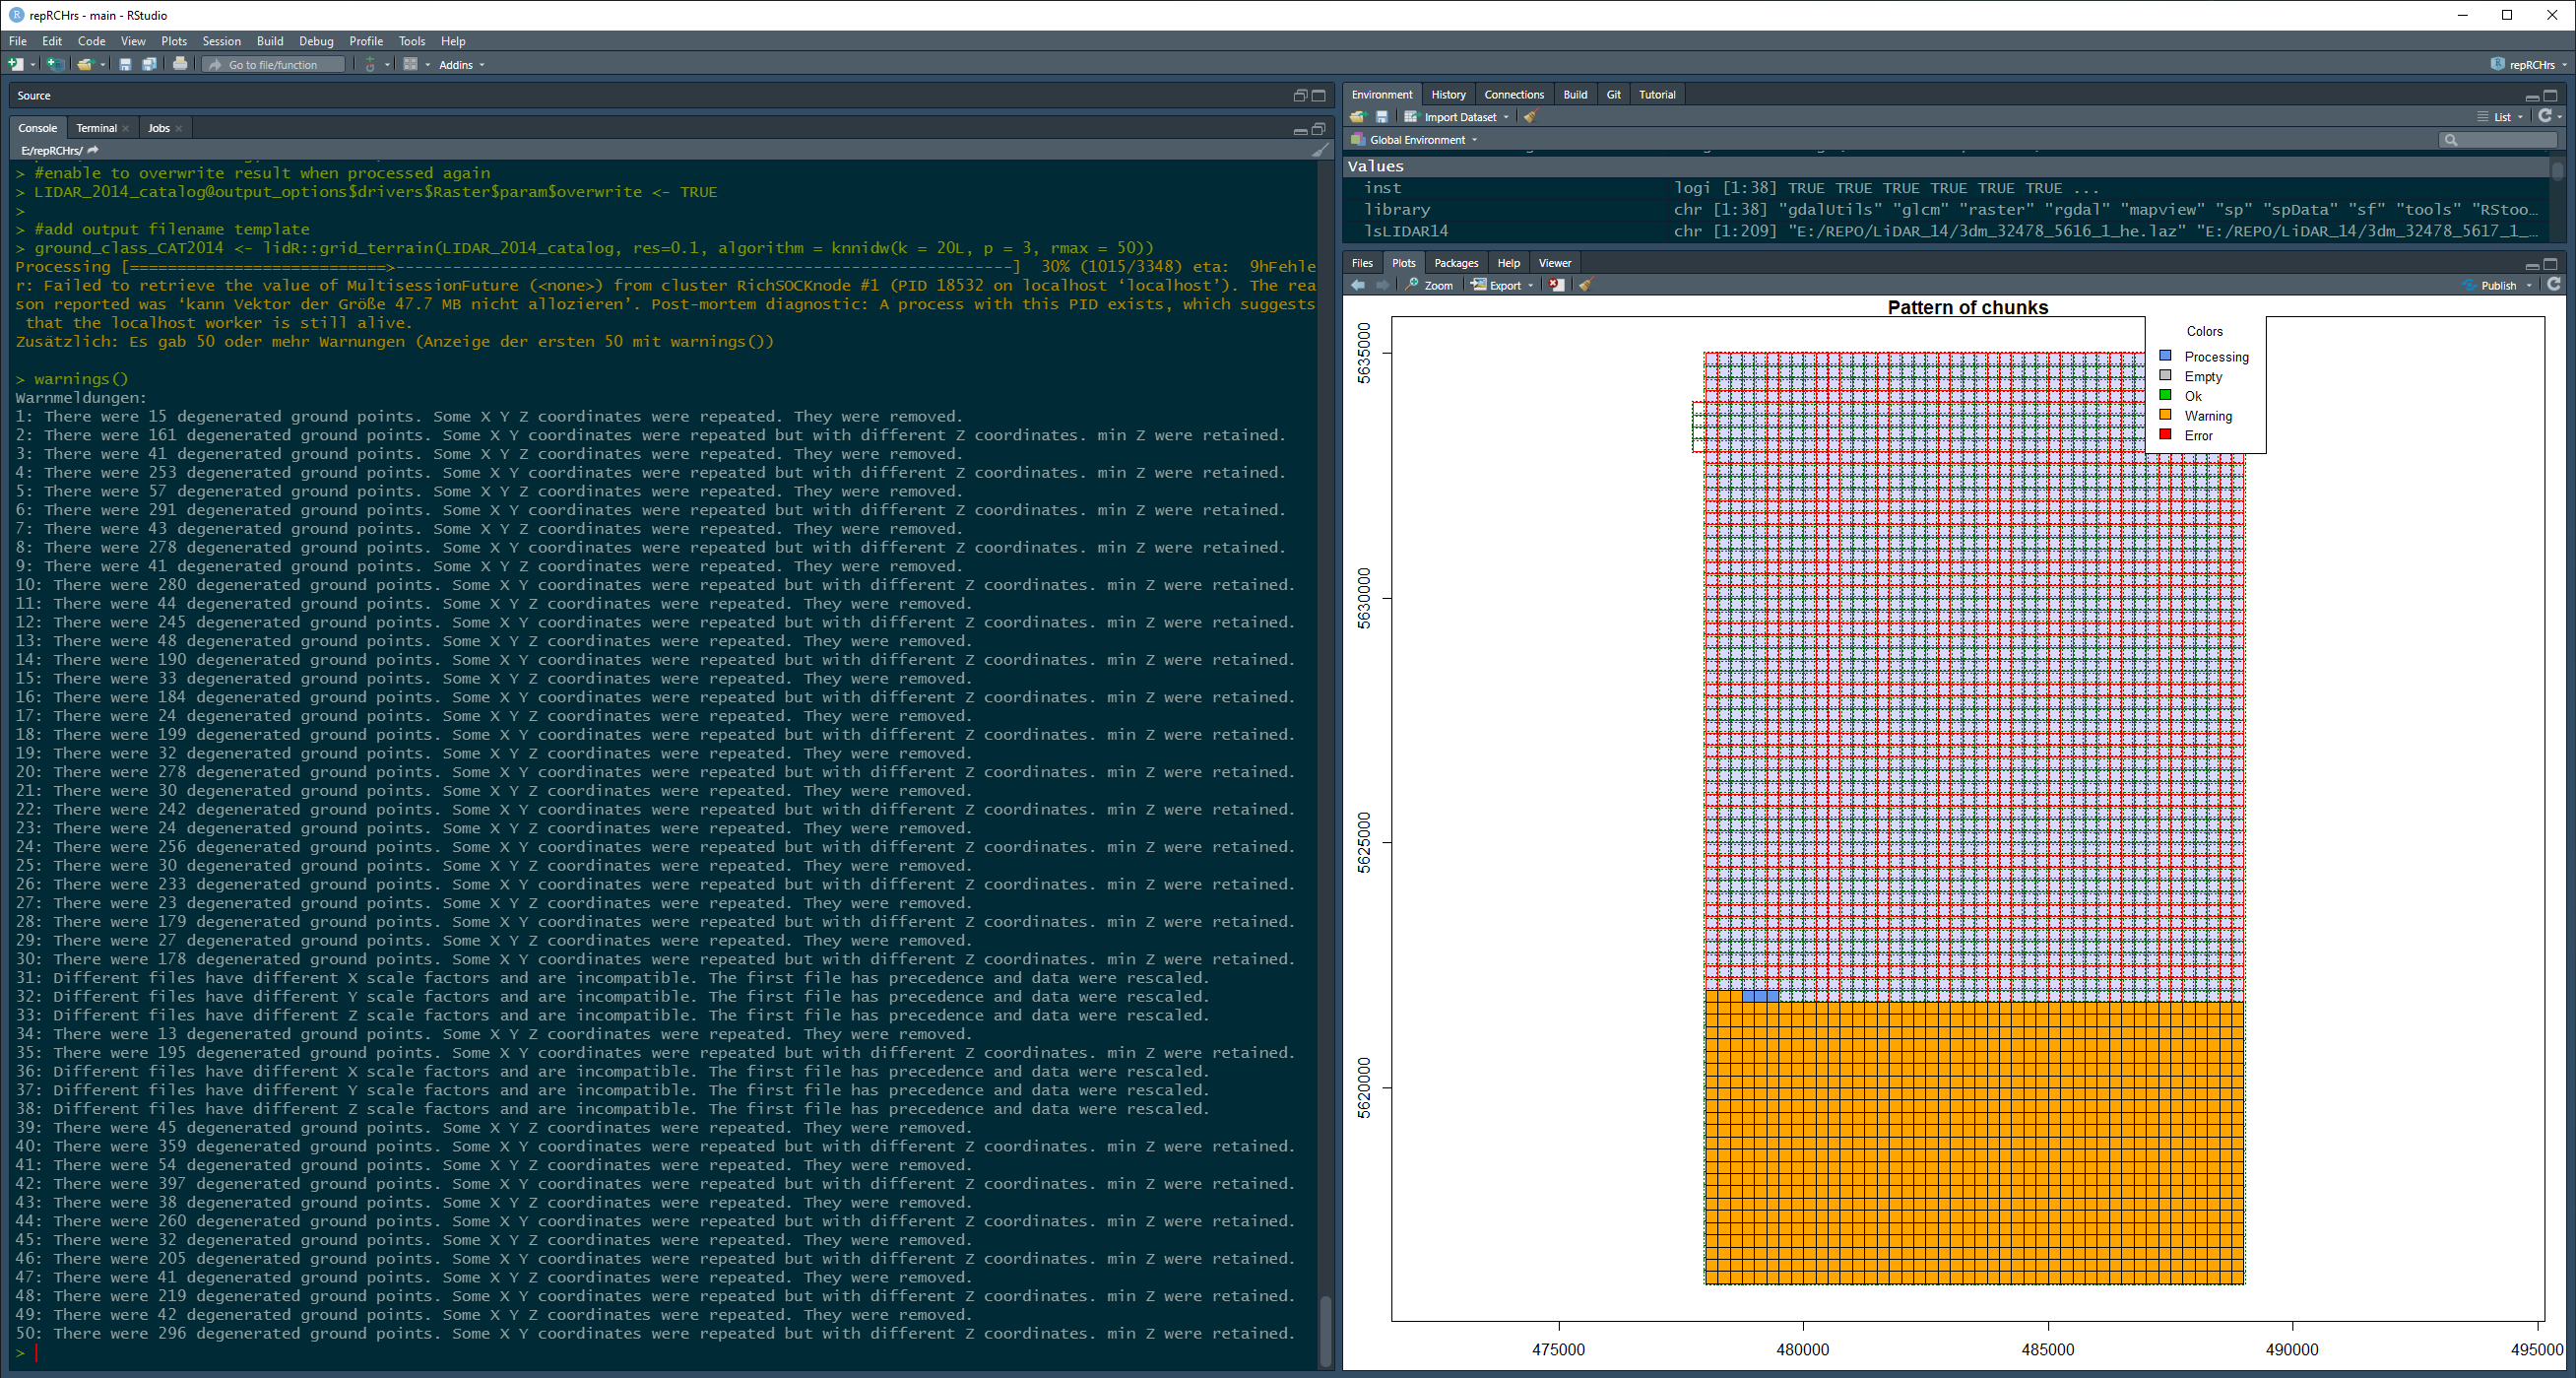 repRCHrs - main - RStudio
File Edit Code View Plots Session Build Debug Profile Tools Help
Go to file/function Addins repRCHrs
Source
Console Terminal Jobs
E:/repRCHrs/
> #enable to overwrite result when processed again
> LIDAR_2014_catalog@output_options$drivers$Raster$param$overwrite <- TRUE
>
> #add output filename template
> ground_class_CAT2014 <- lidR::grid_terrain(LIDAR_2014_catalog, res=0.1, algorithm = knnidw(k = 20L, p = 3, rmax = 50))
Processing [===========================>-----------------------------------------------------------------] 30% (1015/3348) eta: 9hFehle
r: Failed to retrieve the value of MultisessionFuture (<none>) from cluster RichSOCKnode #1 (PID 18532 on localhost ‘localhost’). The rea
son reported was ‘kann Vektor der Größe 47.7 MB nicht allozieren’. Post-mortem diagnostic: A process with this PID exists, which suggests
that the localhost worker is still alive.
Zusätzlich: Es gab 50 oder mehr Warnungen (Anzeige der ersten 50 mit warnings())
> warnings()
Warnmeldungen:
1: There were 15 degenerated ground points. Some X Y Z coordinates were repeated. They were removed.
2: There were 161 degenerated ground points. Some X Y coordinates were repeated but with different Z coordinates. min Z were retained.
3: There were 41 degenerated ground points. Some X Y Z coordinates were repeated. They were removed.
4: There were 253 degenerated ground points. Some X Y coordinates were repeated but with different Z coordinates. min Z were retained.
5: There were 57 degenerated ground points. Some X Y Z coordinates were repeated. They were removed.
6: There were 291 degenerated ground points. Some X Y coordinates were repeated but with different Z coordinates. min Z were retained.
7: There were 43 degenerated ground points. Some X Y Z coordinates were repeated. They were removed.
8: There were 278 degenerated ground points. Some X Y coordinates were repeated but with different Z coordinates. min Z were retained.
9: There were 41 degenerated ground points. Some X Y Z coordinates were repeated. They were removed.
10: There were 280 degenerated ground points. Some X Y coordinates were repeated but with different Z coordinates. min Z were retained.
11: There were 44 degenerated ground points. Some X Y Z coordinates were repeated. They were removed.
12: There were 245 degenerated ground points. Some X Y coordinates were repeated but with different Z coordinates. min Z were retained.
13: There were 48 degenerated ground points. Some X Y Z coordinates were repeated. They were removed.
14: There were 190 degenerated ground points. Some X Y coordinates were repeated but with different Z coordinates. min Z were retained.
15: There were 33 degenerated ground points. Some X Y Z coordinates were repeated. They were removed.
16: There were 184 degenerated ground points. Some X Y coordinates were repeated but with different Z coordinates. min Z were retained.
17: There were 24 degenerated ground points. Some X Y Z coordinates were repeated. They were removed.
18: There were 199 degenerated ground points. Some X Y coordinates were repeated but with different Z coordinates. min Z were retained.
19: There were 32 degenerated ground points. Some X Y Z coordinates were repeated. They were removed.
20: There were 278 degenerated ground points. Some X Y coordinates were repeated but with different Z coordinates. min Z were retained.
21: There were 30 degenerated ground points. Some X Y Z coordinates were repeated. They were removed.
22: There were 242 degenerated ground points. Some X Y coordinates were repeated but with different Z coordinates. min Z were retained.
23: There were 24 degenerated ground points. Some X Y Z coordinates were repeated. They were removed.
24: There were 256 degenerated ground points. Some X Y coordinates were repeated but with different Z coordinates. min Z were retained.
25: There were 30 degenerated ground points. Some X Y Z coordinates were repeated. They were removed.
26: There were 233 degenerated ground points. Some X Y coordinates were repeated but with different Z coordinates. min Z were retained.
27: There were 23 degenerated ground points. Some X Y Z coordinates were repeated. They were removed.
28: There were 179 degenerated ground points. Some X Y coordinates were repeated but with different Z coordinates. min Z were retained.
29: There were 27 degenerated ground points. Some X Y Z coordinates were repeated. They were removed.
30: There were 178 degenerated ground points. Some X Y coordinates were repeated but with different Z coordinates. min Z were retained.
31: Different files have different X scale factors and are incompatible. The first file has precedence and data were rescaled.
32: Different files have different Y scale factors and are incompatible. The first file has precedence and data were rescaled.
33: Different files have different Z scale factors and are incompatible. The first file has precedence and data were rescaled.
34: There were 13 degenerated ground points. Some X Y Z coordinates were repeated. They were removed.
35: There were 195 degenerated ground points. Some X Y coordinates were repeated but with different Z coordinates. min Z were retained.
36: Different files have different X scale factors and are incompatible. The first file has precedence and data were rescaled.
37: Different files have different Y scale factors and are incompatible. The first file has precedence and data were rescaled.
38: Different files have different Z scale factors and are incompatible. The first file has precedence and data were rescaled.
39: There were 45 degenerated ground points. Some X Y Z coordinates were repeated. They were removed.
40: There were 359 degenerated ground points. Some X Y coordinates were repeated but with different Z coordinates. min Z were retained.
41: There were 54 degenerated ground points. Some X Y Z coordinates were repeated. They were removed.
42: There were 397 degenerated ground points. Some X Y coordinates were repeated but with different Z coordinates. min Z were retained.
43: There were 38 degenerated ground points. Some X Y Z coordinates were repeated. They were removed.
44: There were 260 degenerated ground points. Some X Y coordinates were repeated but with different Z coordinates. min Z were retained.
45: There were 32 degenerated ground points. Some X Y Z coordinates were repeated. They were removed.
46: There were 205 degenerated ground points. Some X Y coordinates were repeated but with different Z coordinates. min Z were retained.
47: There were 41 degenerated ground points. Some X Y Z coordinates were repeated. They were removed.
48: There were 219 degenerated ground points. Some X Y coordinates were repeated but with different Z coordinates. min Z were retained.
49: There were 42 degenerated ground points. Some X Y Z coordinates were repeated. They were removed.
50: There were 296 degenerated ground points. Some X Y coordinates were repeated but with different Z coordinates. min Z were retained.
>
Environment History Connections Build Git Tutorial
Import Dataset List
Global Environment
Values
inst logi [1:38] TRUE TRUE TRUE TRUE TRUE TRUE ...
library chr [1:38] "gdalUtils" "glcm" "raster" "rgdal" "mapview" "sp" "spData" "sf" "tools" "RStoo…
lsLIDAR14 chr [1:209] "E:/REPO/LiDAR_14/3dm_32478_5616_1_he.laz" "E:/REPO/LiDAR_14/3dm_32478_5617_1_…
Files Plots Packages Help Viewer
Zoom Export Publish
Pattern of chunks
Colors
Processing
Empty
Ok
Warning
Error
5635000
5630000
5625000
5620000
475000 480000 485000 490000 495000